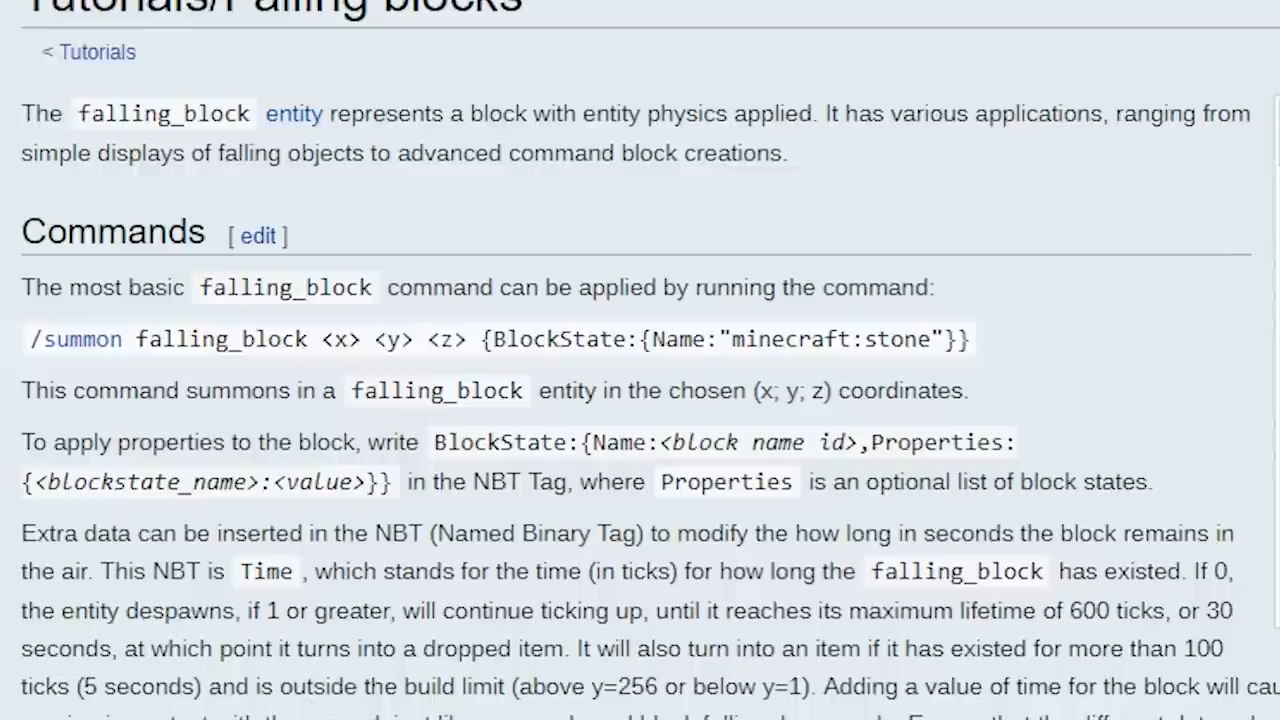 Tutorials/Falling blocks
< Tutorials
The falling_block entity represents a block with entity physics applied. It has various applications, ranging from
simple displays of falling objects to advanced command block creations.
Commands [ edit ]
The most basic falling_block command can be applied by running the command:
/summon falling_block <x> <y> <z> {BlockState:{Name:"minecraft:stone"}}
This command summons in a falling_block entity in the chosen (x; y; z) coordinates.
To apply properties to the block, write BlockState:{Name:<block name id>,Properties:
{<blockstate_name>:<value>}} in the NBT Tag, where Properties is an optional list of block states.
Extra data can be inserted in the NBT (Named Binary Tag) to modify the how long in seconds the block remains in
the air. This NBT is Time , which stands for the time (in ticks) for how long the falling_block has existed. If 0,
the entity despawns, if 1 or greater, will continue ticking up, until it reaches its maximum lifetime of 600 ticks, or 30
seconds, at which point it turns into a dropped item. It will also turn into an item if it has existed for more than 100
ticks (5 seconds) and is outside the build limit (above y=256 or below y=1). Adding a value of time for the block will cau